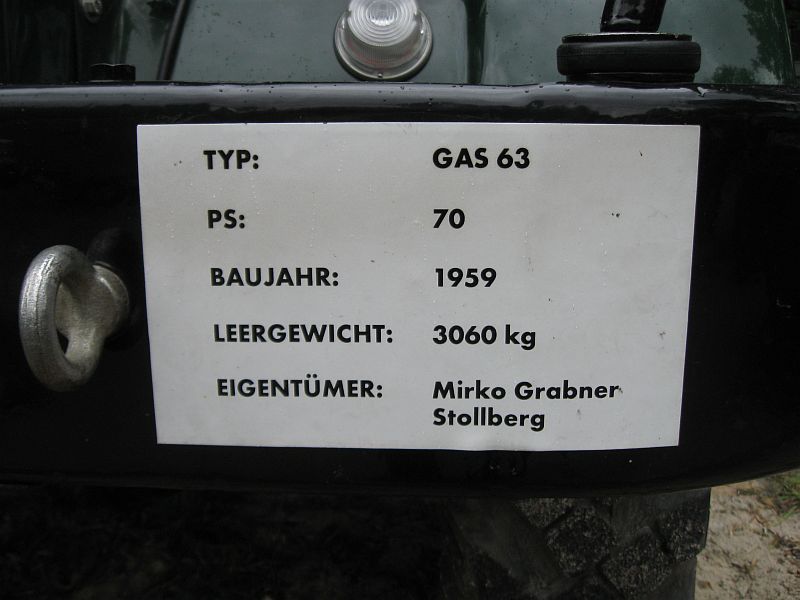 TYP: GAS 63
PS: 70
BAUJAHR: 1959
LEERGEWICHT: 3060 kg
EIGENTÜMER: Mirko Grabner
Stollberg